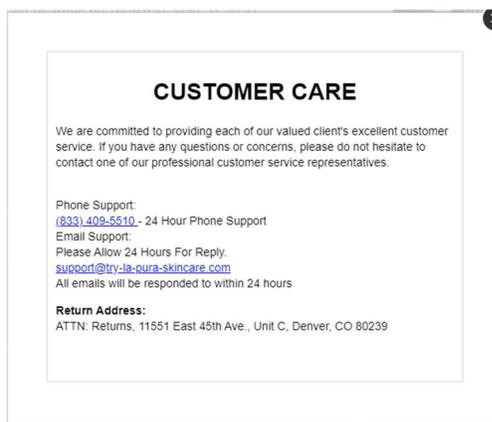 CUSTOMER CARE
We are committed to providing each of our valued client's excellent customer
service. If you have any questions or concerns, please do not hesitate to
contact one of our professional customer service representatives.
Phone Support:
(833) 409-5510 - 24 Hour Phone Support
Email Support:
Please Allow 24 Hours For Reply.
support@try-la-pura-skincare.com
All emails will be responded to within 24 hours
Return Address:
ATTN: Returns, 11551 East 45th Ave., Unit C, Denver, CO 80239